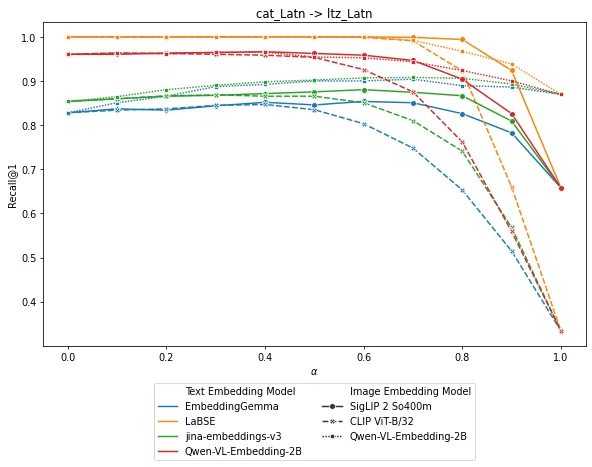 cat_Latn -> ltz_Latn
Recall@1
1.0
0.9
0.8
0.7
0.6
0.5
0.4
0.0 0.2 0.4 0.6 0.8 1.0
α
Text Embedding Model
EmbeddingGemma
LaBSE
jina-embeddings-v3
Qwen-VL-Embedding-2B
Image Embedding Model
SigLIP 2 So400m
CLIP ViT-B/32
Qwen-VL-Embedding-2B